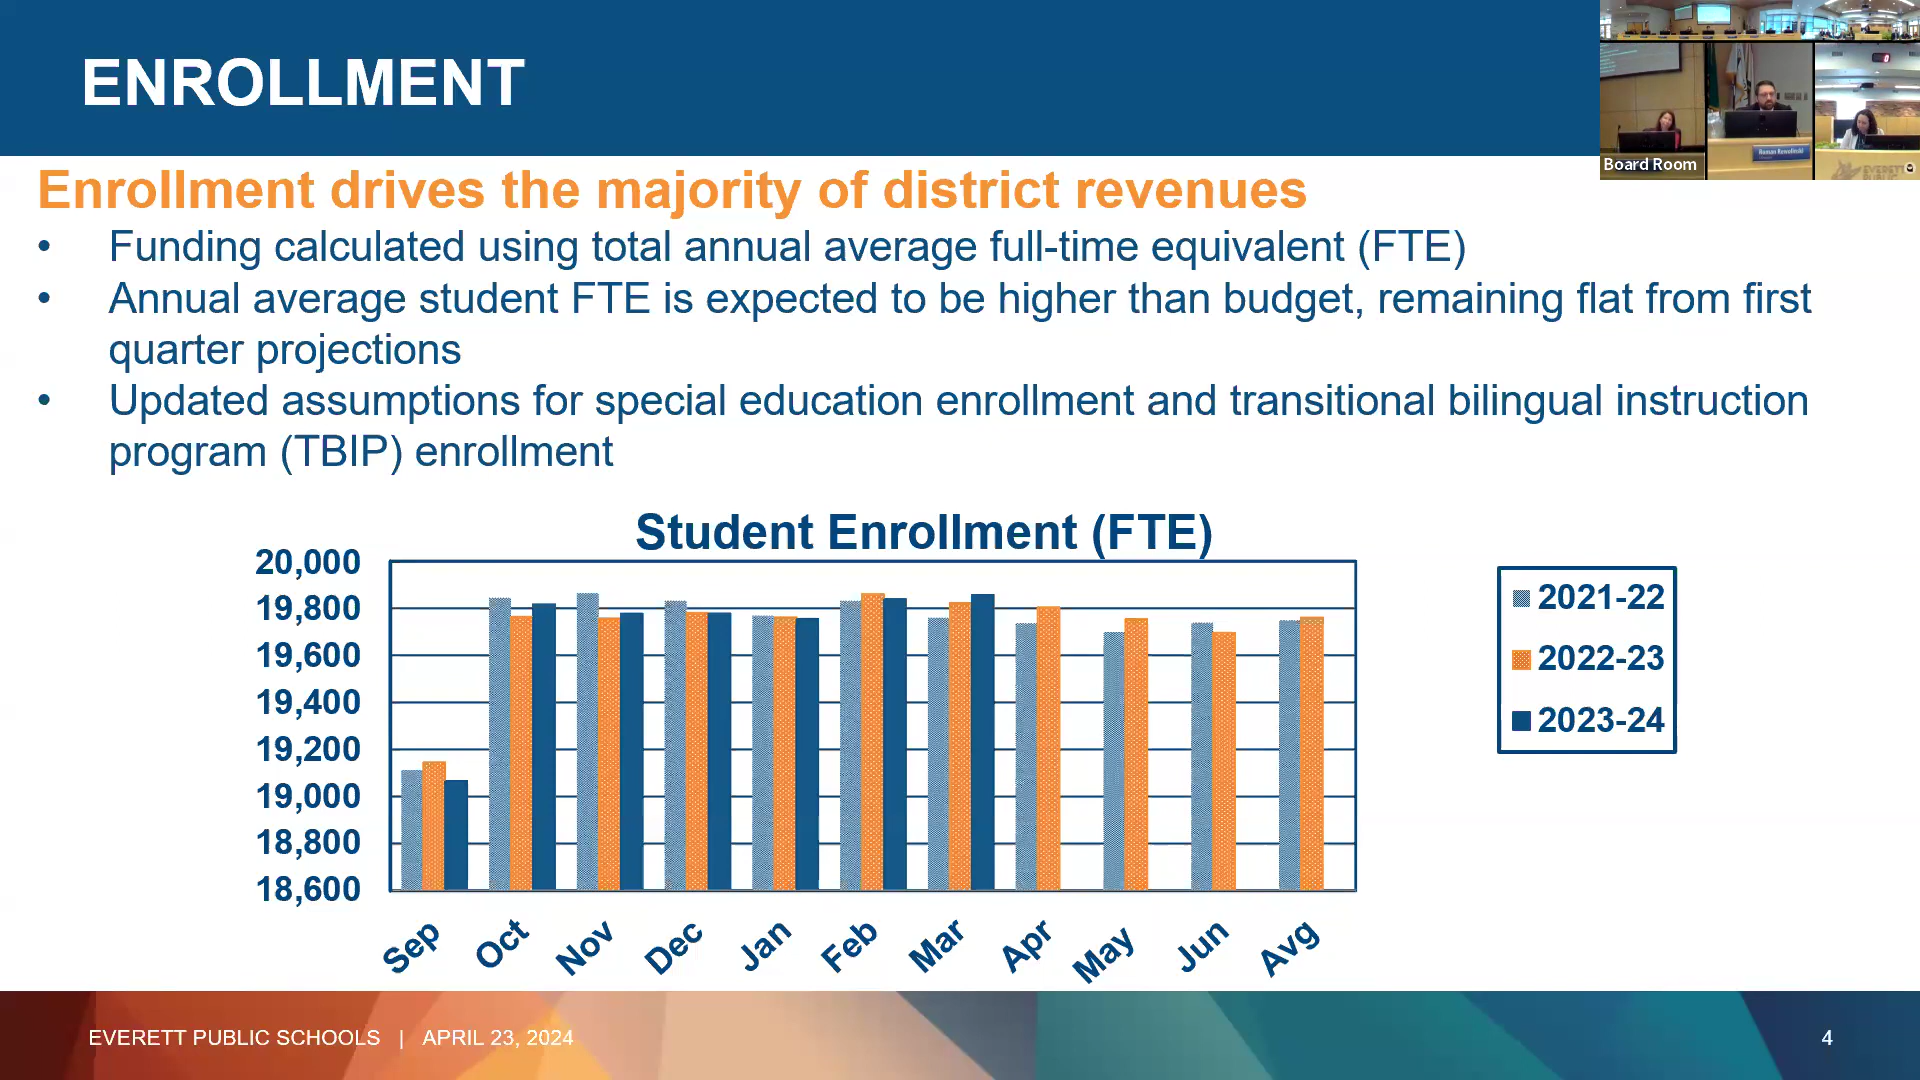 ENROLLMENT
Board Room
Enrollment drives the majority of district revenues
• Funding calculated using total annual average full-time equivalent (FTE)
• Annual average student FTE is expected to be higher than budget, remaining flat from first
quarter projections
• Updated assumptions for special education enrollment and transitional bilingual instruction
program (TBIP) enrollment
Student Enrollment (FTE)
20,000
19,800
19,600
19,400
19,200
19,000
18,800
18,600
Sep Oct Nov Dec Jan Feb Mar Apr May Jun Avg
2021-22
2022-23
2023-24
EVERETT PUBLIC SCHOOLS | APRIL 23, 2024
4